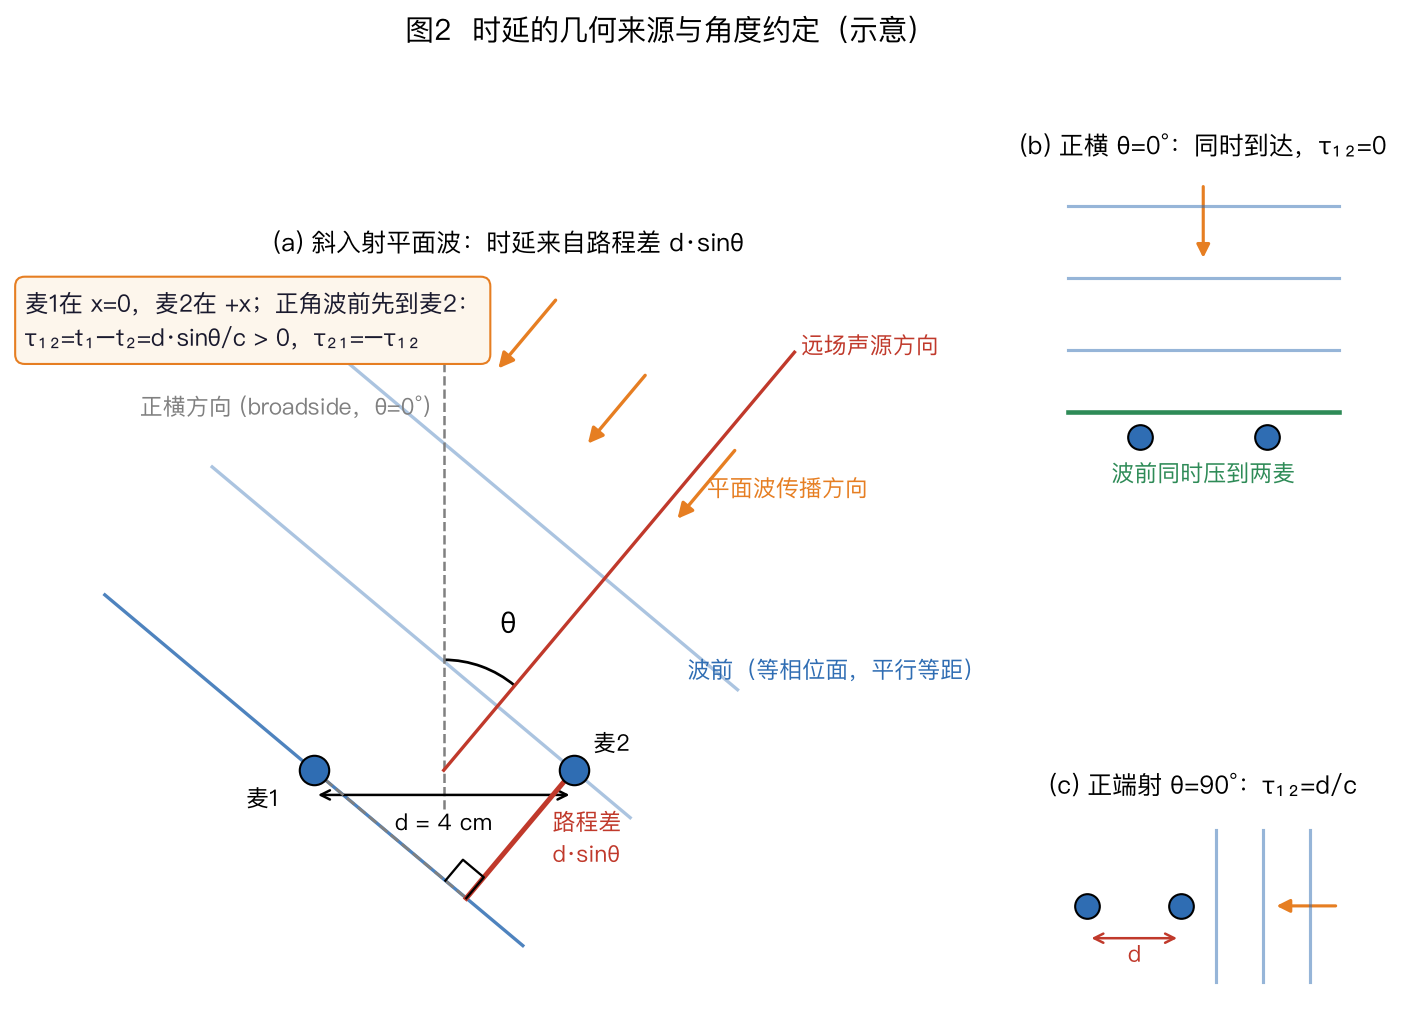 图2 时延的几何来源与角度约定（示意）
(a) 斜入射平面波：时延来自路程差 d·sinθ
麦1在 x=0，麦2在 +x；正角波前先到麦2：
τ₁₂=t₁−t₂=d·sinθ/c > 0，τ₂₁=−τ₁₂
正横方向 (broadside，θ=0°)
远场声源方向
平面波传播方向
θ
波前（等相位面，平行等距）
麦2
麦1
d = 4 cm
路程差
d·sinθ
(b) 正横 θ=0°：同时到达，τ₁₂=0
波前同时压到两麦
(c) 正端射 θ=90°：τ₁₂=d/c
d